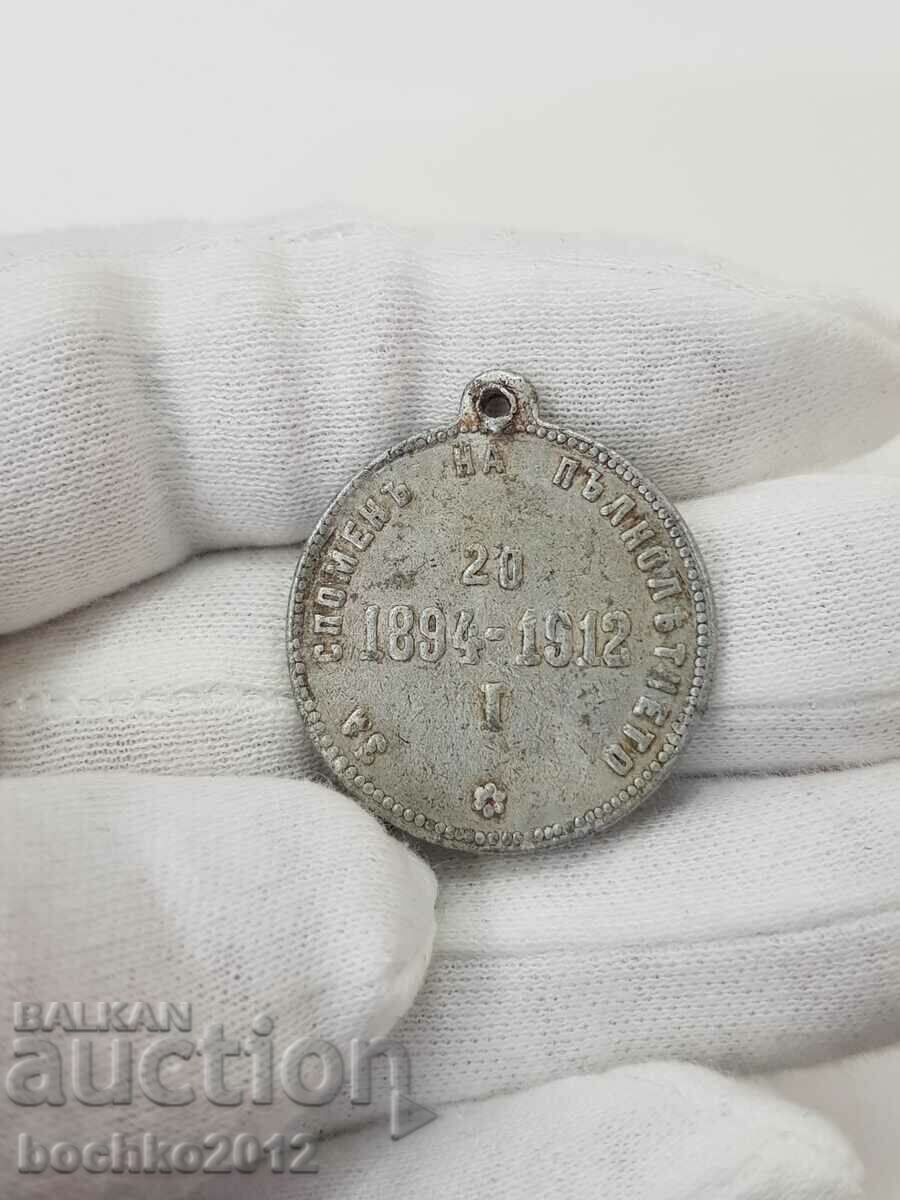 ЗА СПОМЕНЪ НА ПЪЛНОЛѢТИЕТО
20
1894-1912
I
BALKAN
auction
bochko2012